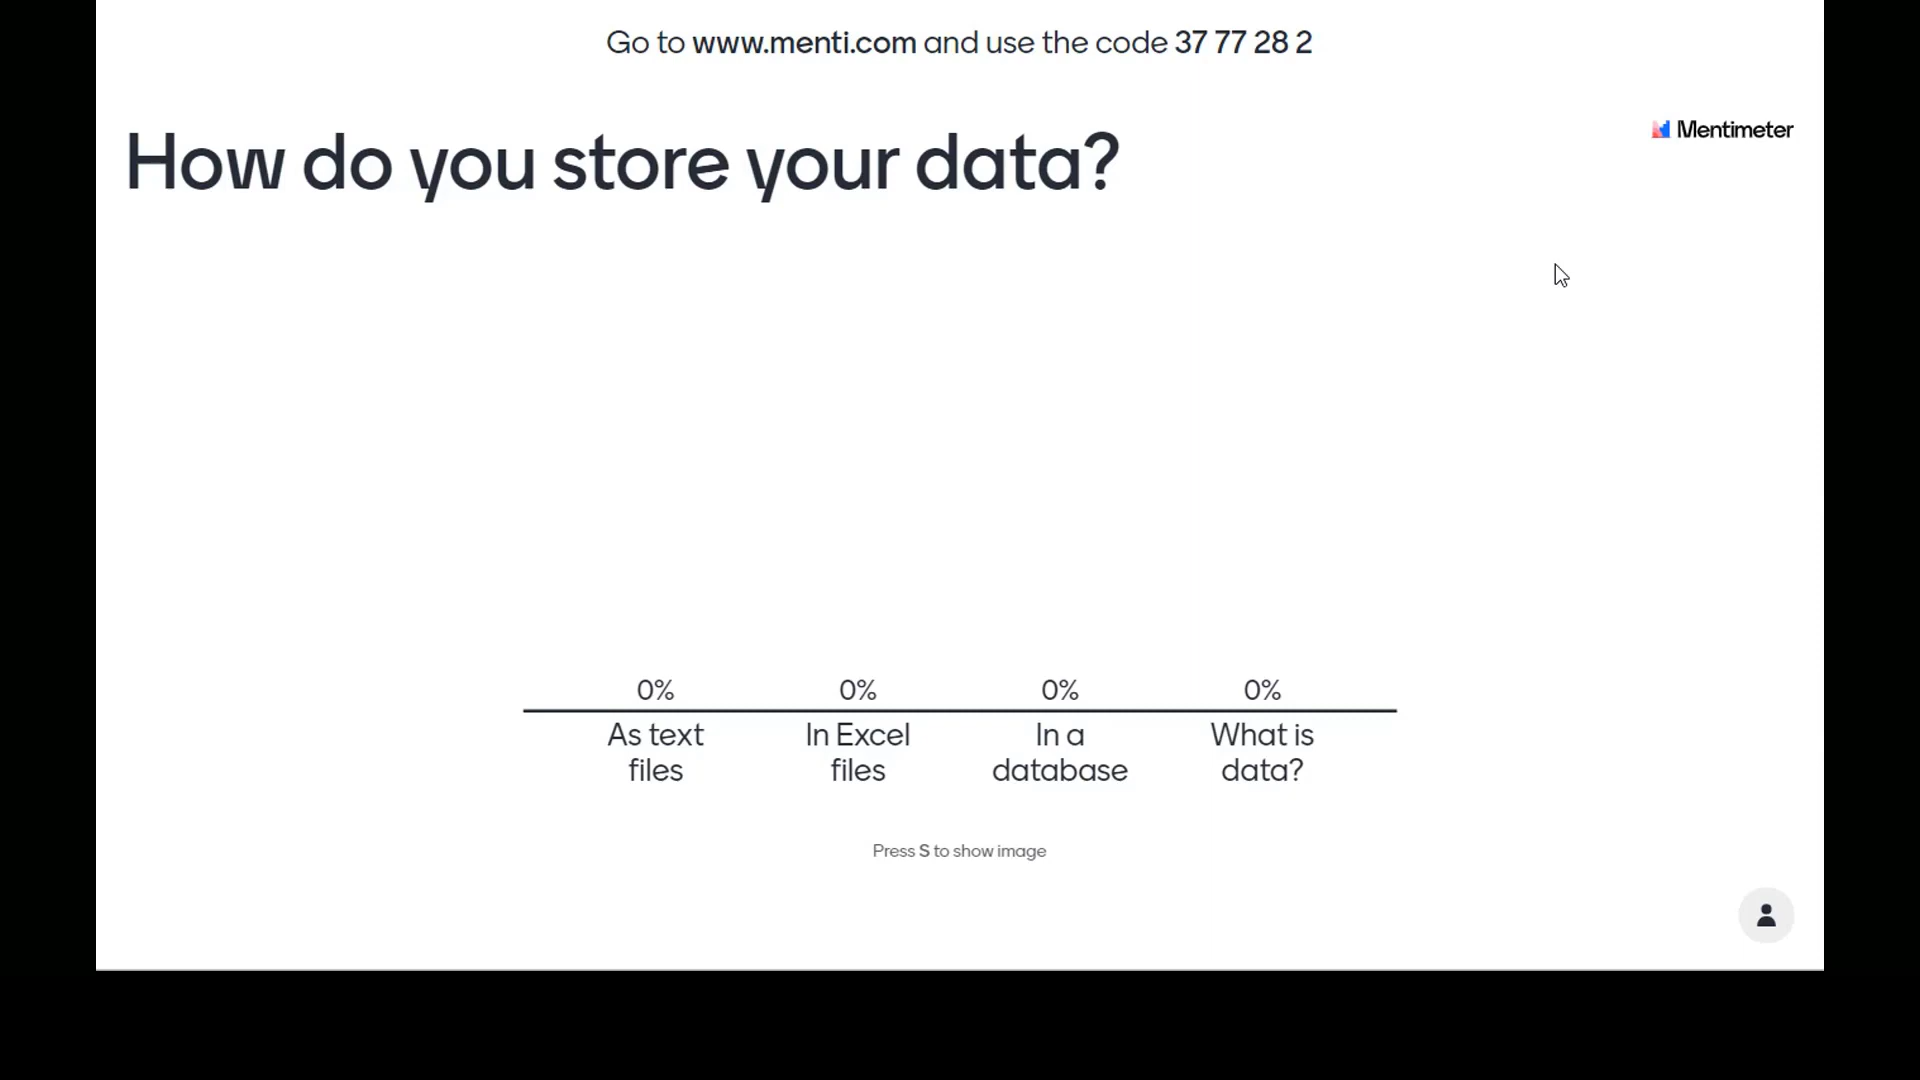 Go to www.menti.com and use the code 37 77 28 2
How do you store your data?
Mentimeter
0% 0% 0% 0%
As text files
In Excel files
In a database
What is data?
Press S to show image